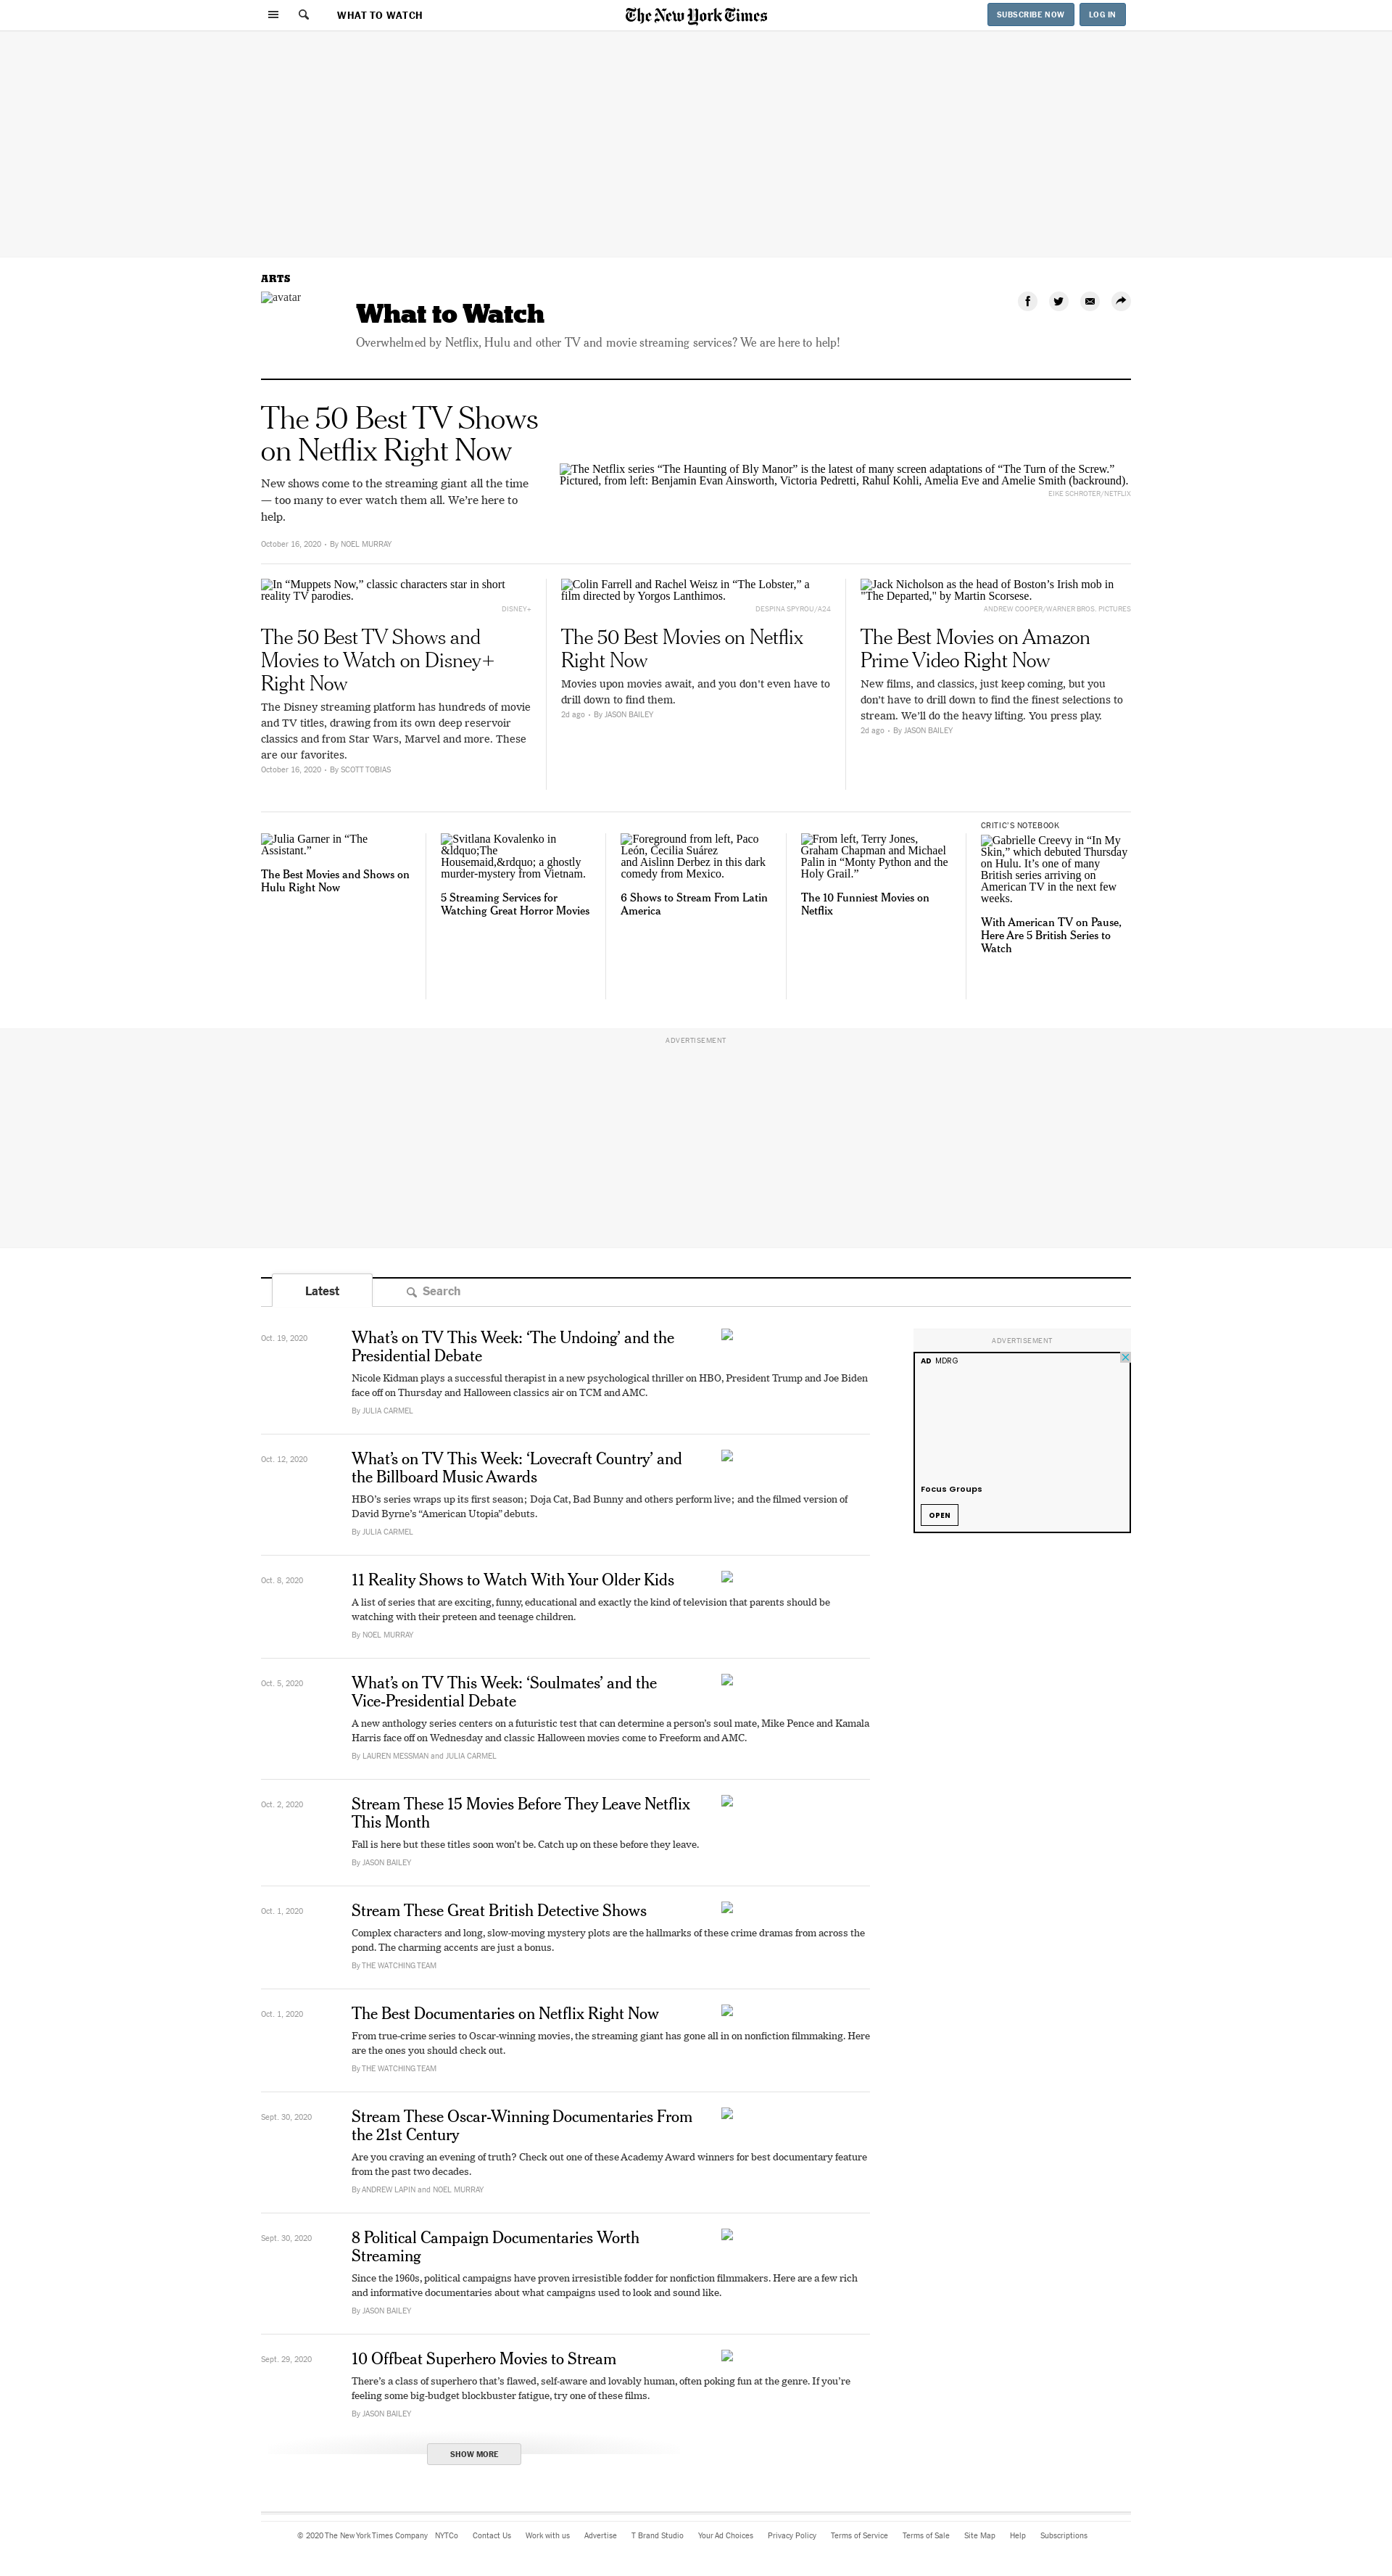 WHAT TO WATCH
The New York Times
SUBSCRIBE NOW
LOG IN
ARTS
avatar
What to Watch
Overwhelmed by Netflix, Hulu and other TV and movie streaming services? We are here to help!
The 50 Best TV Shows
on Netflix Right Now
New shows come to the streaming giant all the time
— too many to ever watch them all. We’re here to
help.
October 16, 2020 • By NOEL MURRAY
The Netflix series “The Haunting of Bly Manor” is the latest of many screen adaptations of “The Turn of the Screw.”
Pictured, from left: Benjamin Evan Ainsworth, Victoria Pedretti, Rahul Kohli, Amelia Eve and Amelie Smith (backround).
EIKE SCHROTER/NETFLIX
In “Muppets Now,” classic characters star in short
reality TV parodies.
DISNEY+
The 50 Best TV Shows and
Movies to Watch on Disney+
Right Now
The Disney streaming platform has hundreds of movie
and TV titles, drawing from its own deep reservoir
classics and from Star Wars, Marvel and more. These
are our favorites.
October 16, 2020 • By SCOTT TOBIAS
Colin Farrell and Rachel Weisz in “The Lobster,” a
film directed by Yorgos Lanthimos.
DESPINA SPYROU/A24
The 50 Best Movies on Netflix
Right Now
Movies upon movies await, and you don’t even have to
drill down to find them.
2d ago • By JASON BAILEY
Jack Nicholson as the head of Boston’s Irish mob in
"The Departed," by Martin Scorsese.
ANDREW COOPER/WARNER BROS. PICTURES
The Best Movies on Amazon
Prime Video Right Now
New films, and classics, just keep coming, but you
don’t have to drill down to find the finest selections to
stream. We’ll do the heavy lifting. You press play.
2d ago • By JASON BAILEY
Julia Garner in “The
Assistant.”
The Best Movies and Shows on
Hulu Right Now
Svitlana Kovalenko in
&ldquo;The
Housemaid,&rdquo; a ghostly
murder-mystery from Vietnam.
5 Streaming Services for
Watching Great Horror Movies
Foreground from left, Paco
León, Cecilia Suárez
and Aislinn Derbez in this dark
comedy from Mexico.
6 Shows to Stream From Latin
America
From left, Terry Jones,
Graham Chapman and Michael
Palin in “Monty Python and the
Holy Grail.”
The 10 Funniest Movies on
Netflix
CRITIC’S NOTEBOOK
Gabrielle Creevy in “In My
Skin,” which debuted Thursday
on Hulu. It’s one of many
British series arriving on
American TV in the next few
weeks.
With American TV on Pause,
Here Are 5 British Series to
Watch
ADVERTISEMENT
Latest
Search
Oct. 19, 2020
What’s on TV This Week: ‘The Undoing’ and the
Presidential Debate
Nicole Kidman plays a successful therapist in a new psychological thriller on HBO, President Trump and Joe Biden
face off on Thursday and Halloween classics air on TCM and AMC.
By JULIA CARMEL
ADVERTISEMENT
AD MDRG
Focus Groups
OPEN
Oct. 12, 2020
What’s on TV This Week: ‘Lovecraft Country’ and
the Billboard Music Awards
HBO’s series wraps up its first season; Doja Cat, Bad Bunny and others perform live; and the filmed version of
David Byrne’s “American Utopia” debuts.
By JULIA CARMEL
Oct. 8, 2020
11 Reality Shows to Watch With Your Older Kids
A list of series that are exciting, funny, educational and exactly the kind of television that parents should be
watching with their preteen and teenage children.
By NOEL MURRAY
Oct. 5, 2020
What’s on TV This Week: ‘Soulmates’ and the
Vice-Presidential Debate
A new anthology series centers on a futuristic test that can determine a person’s soul mate, Mike Pence and Kamala
Harris face off on Wednesday and classic Halloween movies come to Freeform and AMC.
By LAUREN MESSMAN and JULIA CARMEL
Oct. 2, 2020
Stream These 15 Movies Before They Leave Netflix
This Month
Fall is here but these titles soon won’t be. Catch up on these before they leave.
By JASON BAILEY
Oct. 1, 2020
Stream These Great British Detective Shows
Complex characters and long, slow-moving mystery plots are the hallmarks of these crime dramas from across the
pond. The charming accents are just a bonus.
By THE WATCHING TEAM
Oct. 1, 2020
The Best Documentaries on Netflix Right Now
From true-crime series to Oscar-winning movies, the streaming giant has gone all in on nonfiction filmmaking. Here
are the ones you should check out.
By THE WATCHING TEAM
Sept. 30, 2020
Stream These Oscar-Winning Documentaries From
the 21st Century
Are you craving an evening of truth? Check out one of these Academy Award winners for best documentary feature
from the past two decades.
By ANDREW LAPIN and NOEL MURRAY
Sept. 30, 2020
8 Political Campaign Documentaries Worth
Streaming
Since the 1960s, political campaigns have proven irresistible fodder for nonfiction filmmakers. Here are a few rich
and informative documentaries about what campaigns used to look and sound like.
By JASON BAILEY
Sept. 29, 2020
10 Offbeat Superhero Movies to Stream
There’s a class of superhero that’s flawed, self-aware and lovably human, often poking fun at the genre. If you’re
feeling some big-budget blockbuster fatigue, try one of these films.
By JASON BAILEY
SHOW MORE
© 2020 The New York Times Company NYTCo Contact Us Work with us Advertise T Brand Studio Your Ad Choices Privacy Policy Terms of Service Terms of Sale Site Map Help Subscriptions